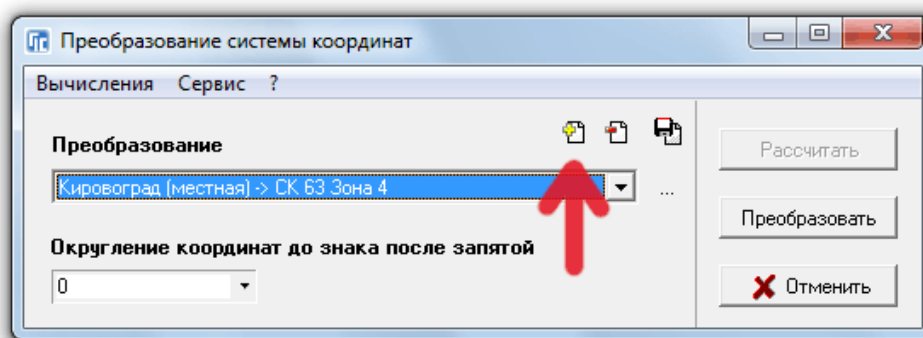 Преобразование системы координат
Вычисления Сервис ?
Преобразование
Рассчитать
Кировоград (местная) -> СК 63 Зона 4
...
Преобразовать
Округление координат до знака после запятой
0
Отменить